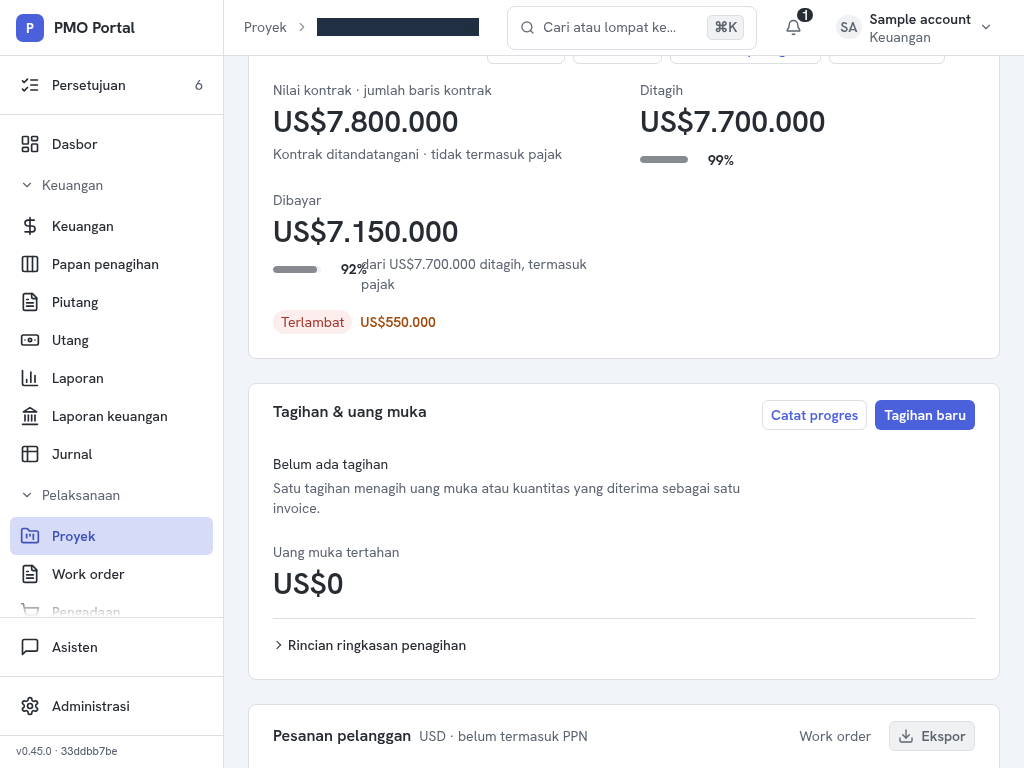 P PMO Portal
Proyek
Cari atau lompat ke...
⌘K
1
SA
Sample account
Keuangan
Persetujuan 6
Dasbor
Keuangan
Keuangan
Papan penagihan
Piutang
Utang
Laporan
Laporan keuangan
Jurnal
Pelaksanaan
Proyek
Work order
Pengadaan
Asisten
Administrasi
v0.45.0 · 33ddbb7be
Nilai kontrak · jumlah baris kontrak
US$7.800.000
Kontrak ditandatangani · tidak termasuk pajak
Ditagih
US$7.700.000
99%
Dibayar
US$7.150.000
92%
dari US$7.700.000 ditagih, termasuk
pajak
Terlambat US$550.000
Tagihan & uang muka
Catat progres
Tagihan baru
Belum ada tagihan
Satu tagihan menagih uang muka atau kuantitas yang diterima sebagai satu
invoice.
Uang muka tertahan
US$0
Rincian ringkasan penagihan
Pesanan pelanggan USD · belum termasuk PPN
Work order
Ekspor